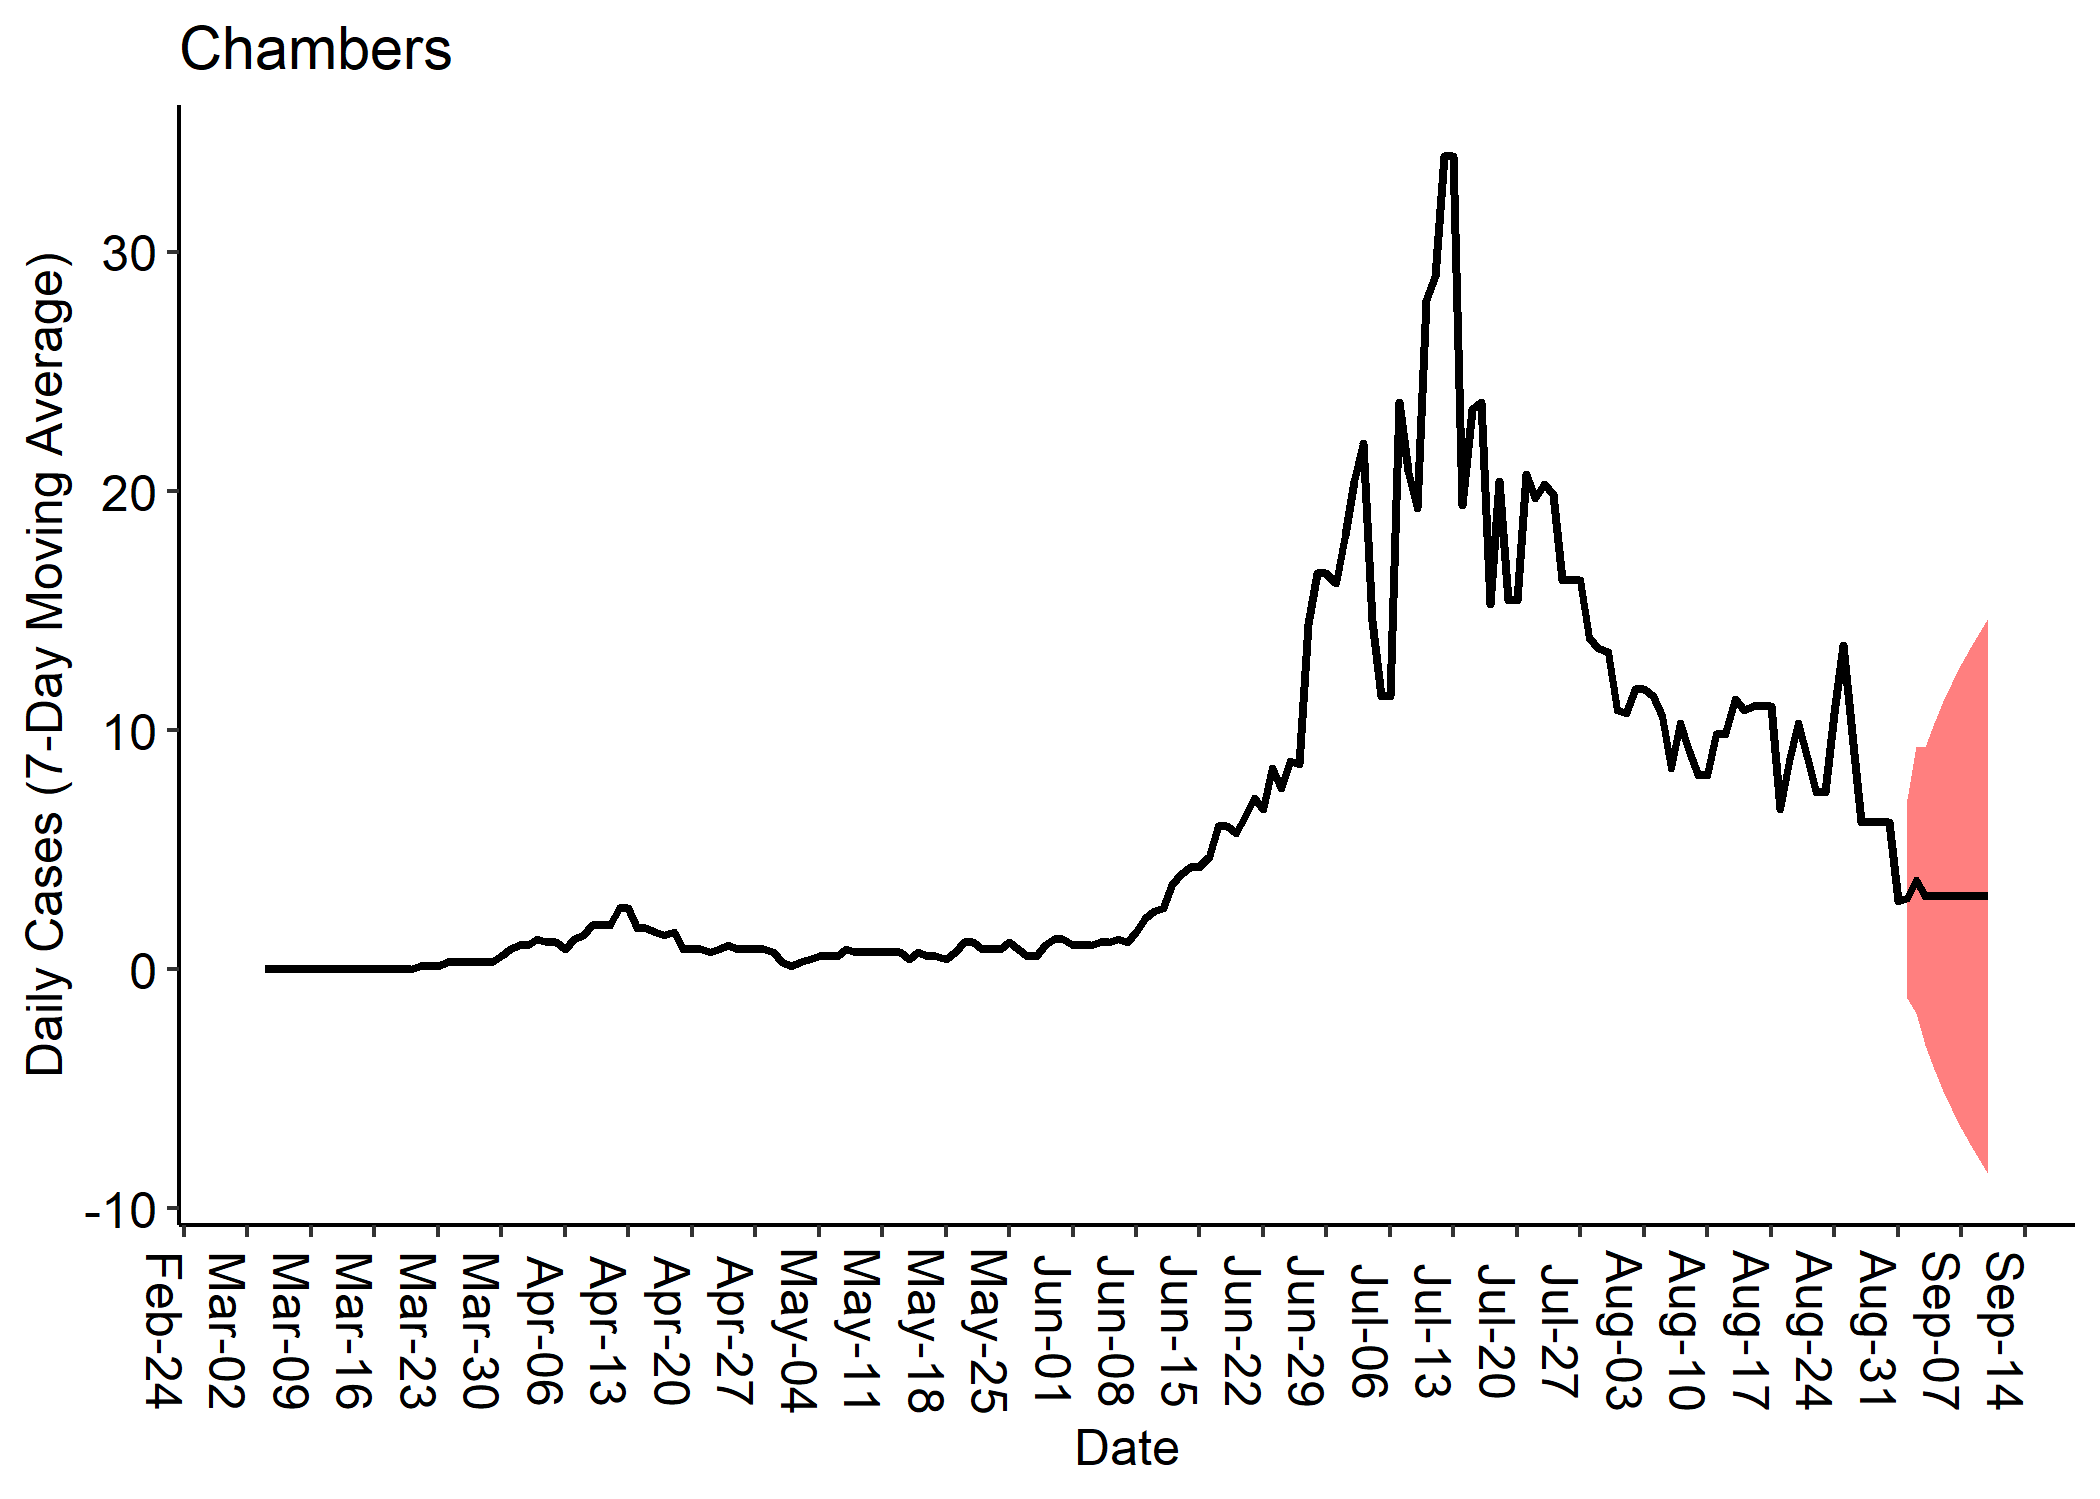 Chambers
Daily Cases (7-Day Moving Average)
30
20
10
0
-10
Feb-24
Mar-02
Mar-09
Mar-16
Mar-23
Mar-30
Apr-06
Apr-13
Apr-20
Apr-27
May-04
May-11
May-18
May-25
Jun-01
Jun-08
Jun-15
Jun-22
Jun-29
Jul-06
Jul-13
Jul-20
Jul-27
Aug-03
Aug-10
Aug-17
Aug-24
Aug-31
Sep-07
Sep-14
Date